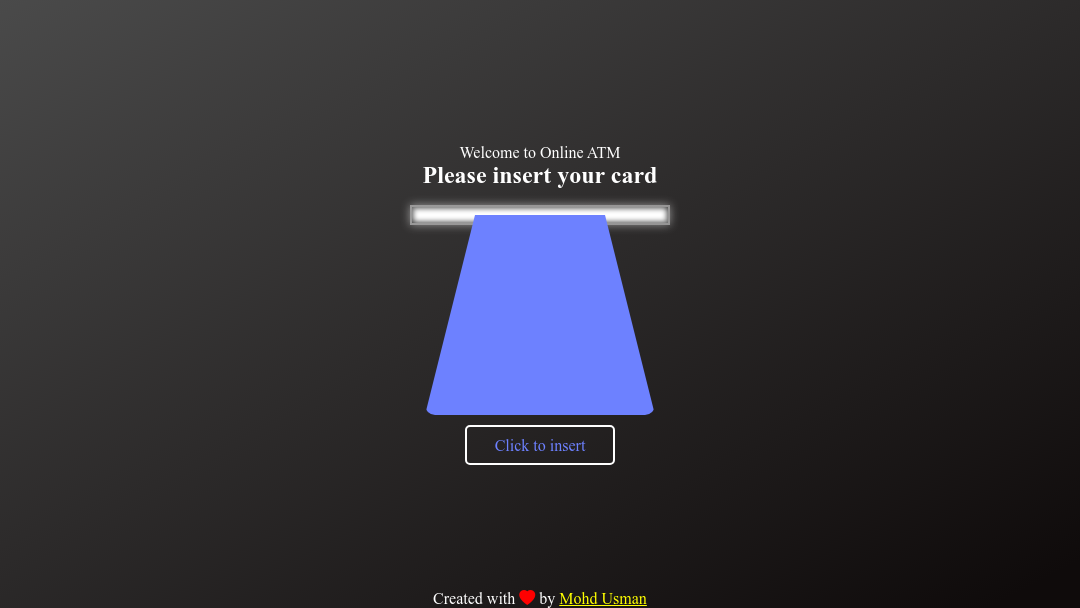 Welcome to Online ATM
Please insert your card
Click to insert
Created with ❤ by Mohd Usman